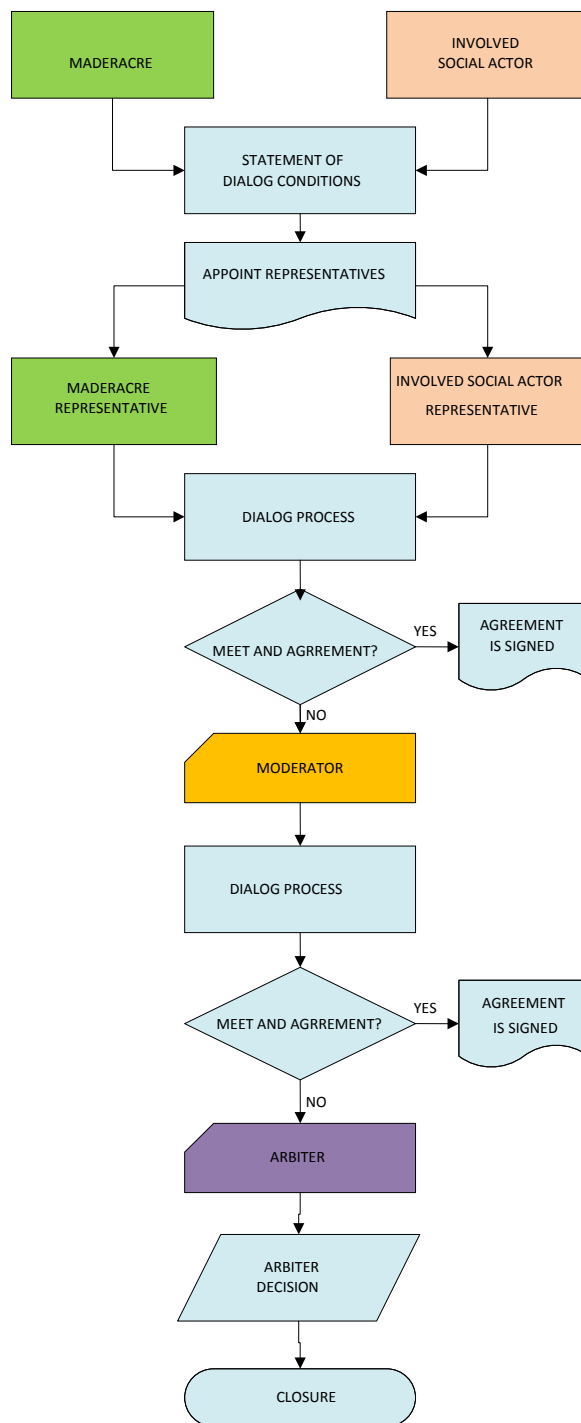 MADERACRE
INVOLVED
SOCIAL ACTOR
STATEMENT OF
DIALOG CONDITIONS
APPOINT REPRESENTATIVES
MADERACRE
REPRESENTATIVE
INVOLVED SOCIAL ACTOR
REPRESENTATIVE
DIALOG PROCESS
MEET AND AGRREMENT?
YES
AGREEMENT
IS SIGNED
NO
MODERATOR
DIALOG PROCESS
MEET AND AGRREMENT?
YES
AGREEMENT
IS SIGNED
NO
ARBITER
ARBITER
DECISION
CLOSURE